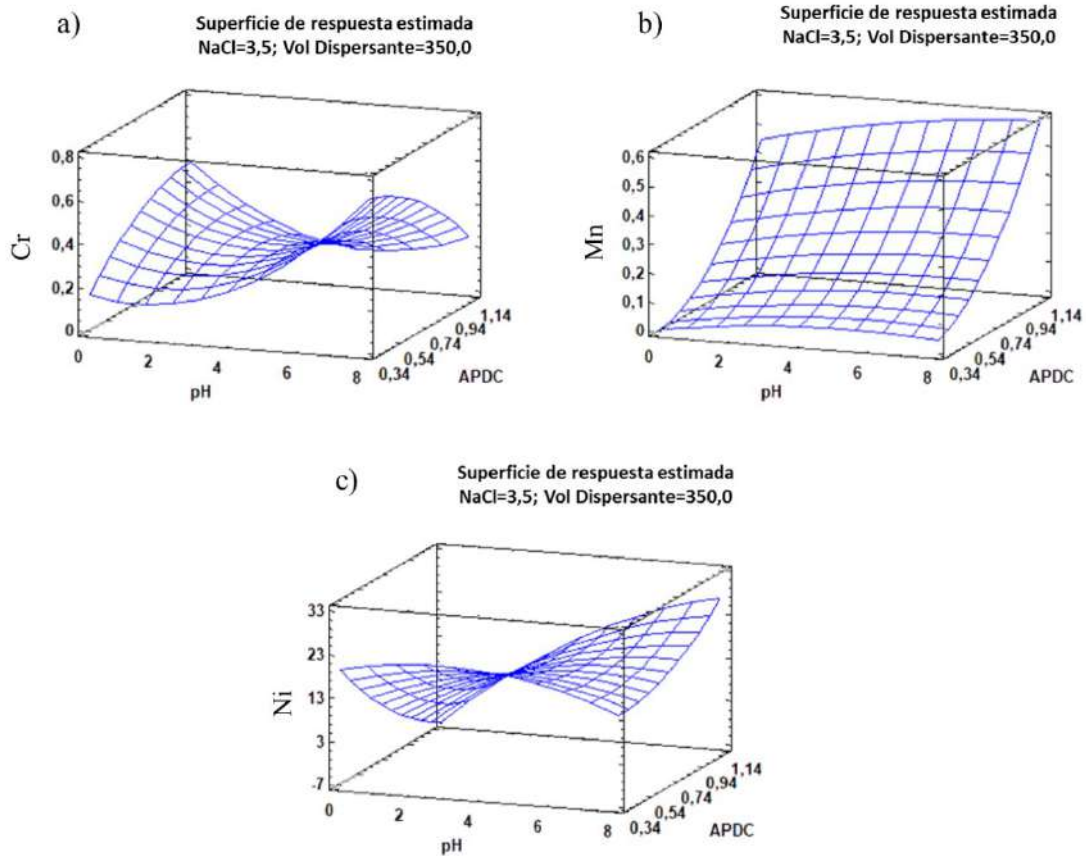 a)
Superficie de respuesta estimada
NaCl=3,5; Vol Dispersante=350,0
Cr
0,8
0,6
0,4
0,2
0
0 2 4 6 8
pH
0,34 0,54 0,74 0,94 1,14
APDC
b)
Superficie de respuesta estimada
NaCl=3,5; Vol Dispersante=350,0
Mn
0,6
0,5
0,3
0,2
0,1
0
0 2 4 6 8
pH
0,34 0,54 0,74 0,94 1,14
APDC
c)
Superficie de respuesta estimada
NaCl=3,5; Vol Dispersante=350,0
Ni
33
23
13
3
-7
0 2 4 6 8
pH
0,34 0,54 0,74 0,94 1,14
APDC